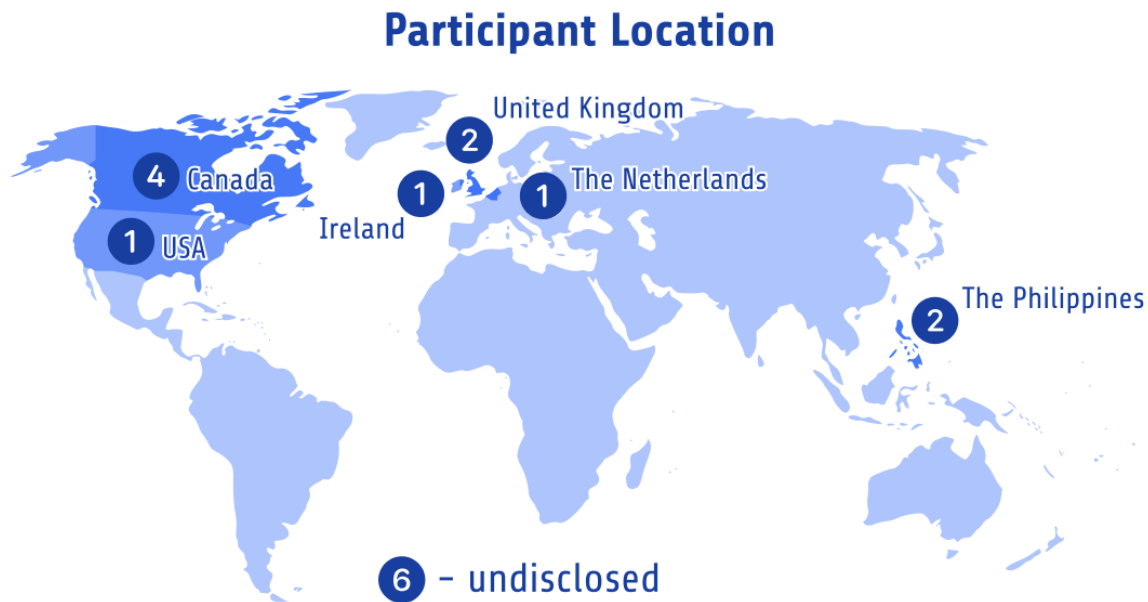 Participant Location
United Kingdom
2
4 Canada
1 The Netherlands
1
Ireland
1 USA
The Philippines
2
6 - undisclosed